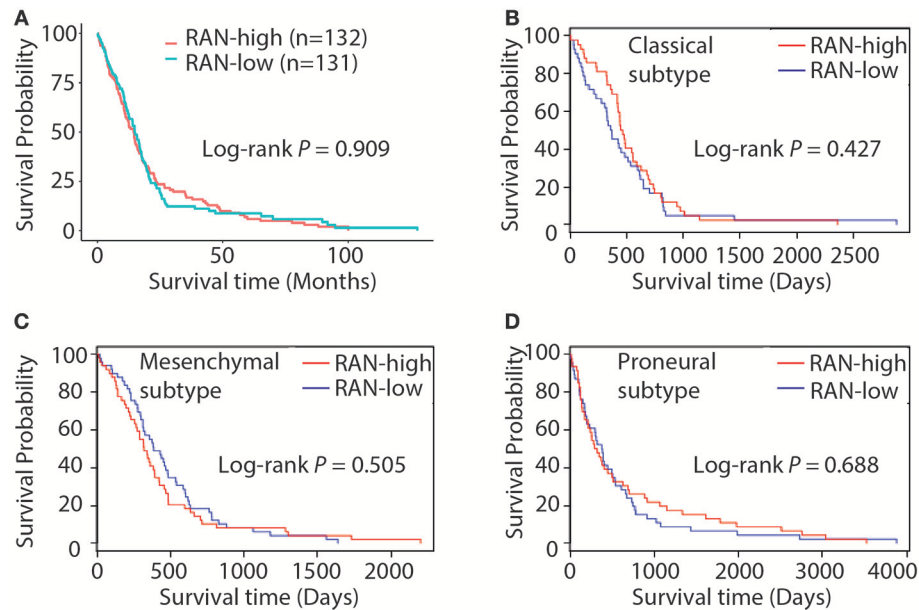 A
Survival Probability
100
75
50
25
0
RAN-high (n=132)
RAN-low (n=131)
Log-rank P = 0.909
0
50
100
Survival time (Months)
B
Survival Probability
100
80
60
40
20
0
Classical
subtype
RAN-high
RAN-low
Log-rank P = 0.427
0 500 1000 1500 2000 2500
Survival time (Days)
C
Survival Probability
100
80
60
40
20
0
Mesenchymal
subtype
RAN-high
RAN-low
Log-rank P = 0.505
0 500 1000 1500 2000
Survival time (Days)
D
Survival Probability
100
80
60
40
20
0
Proneural
subtype
RAN-high
RAN-low
Log-rank P = 0.688
0 1000 2000 3000 4000
Survival time (Days)